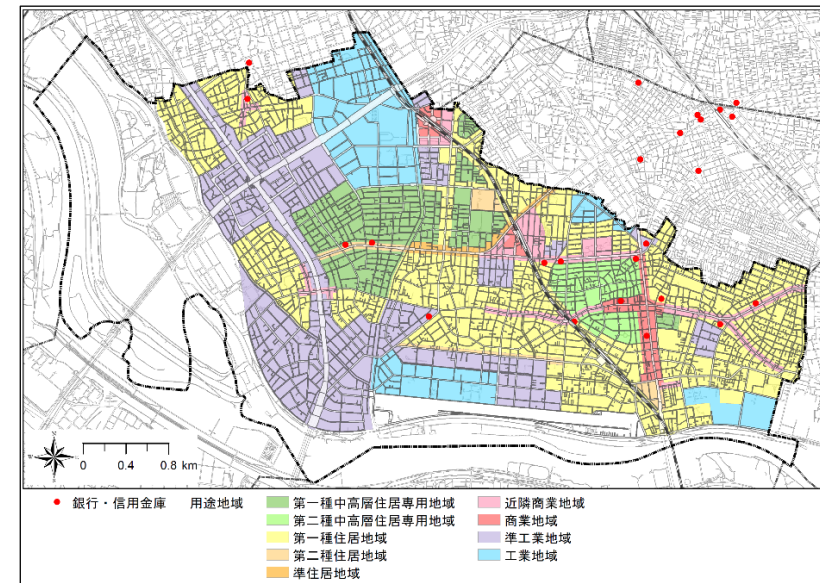 0 0.4 0.8 km
銀行・信用金庫 用途地域
第一種中高層住居専用地域 近隣商業地域
第二種中高層住居専用地域 商業地域
第一種住居地域 準工業地域
第二種住居地域 工業地域
準住居地域